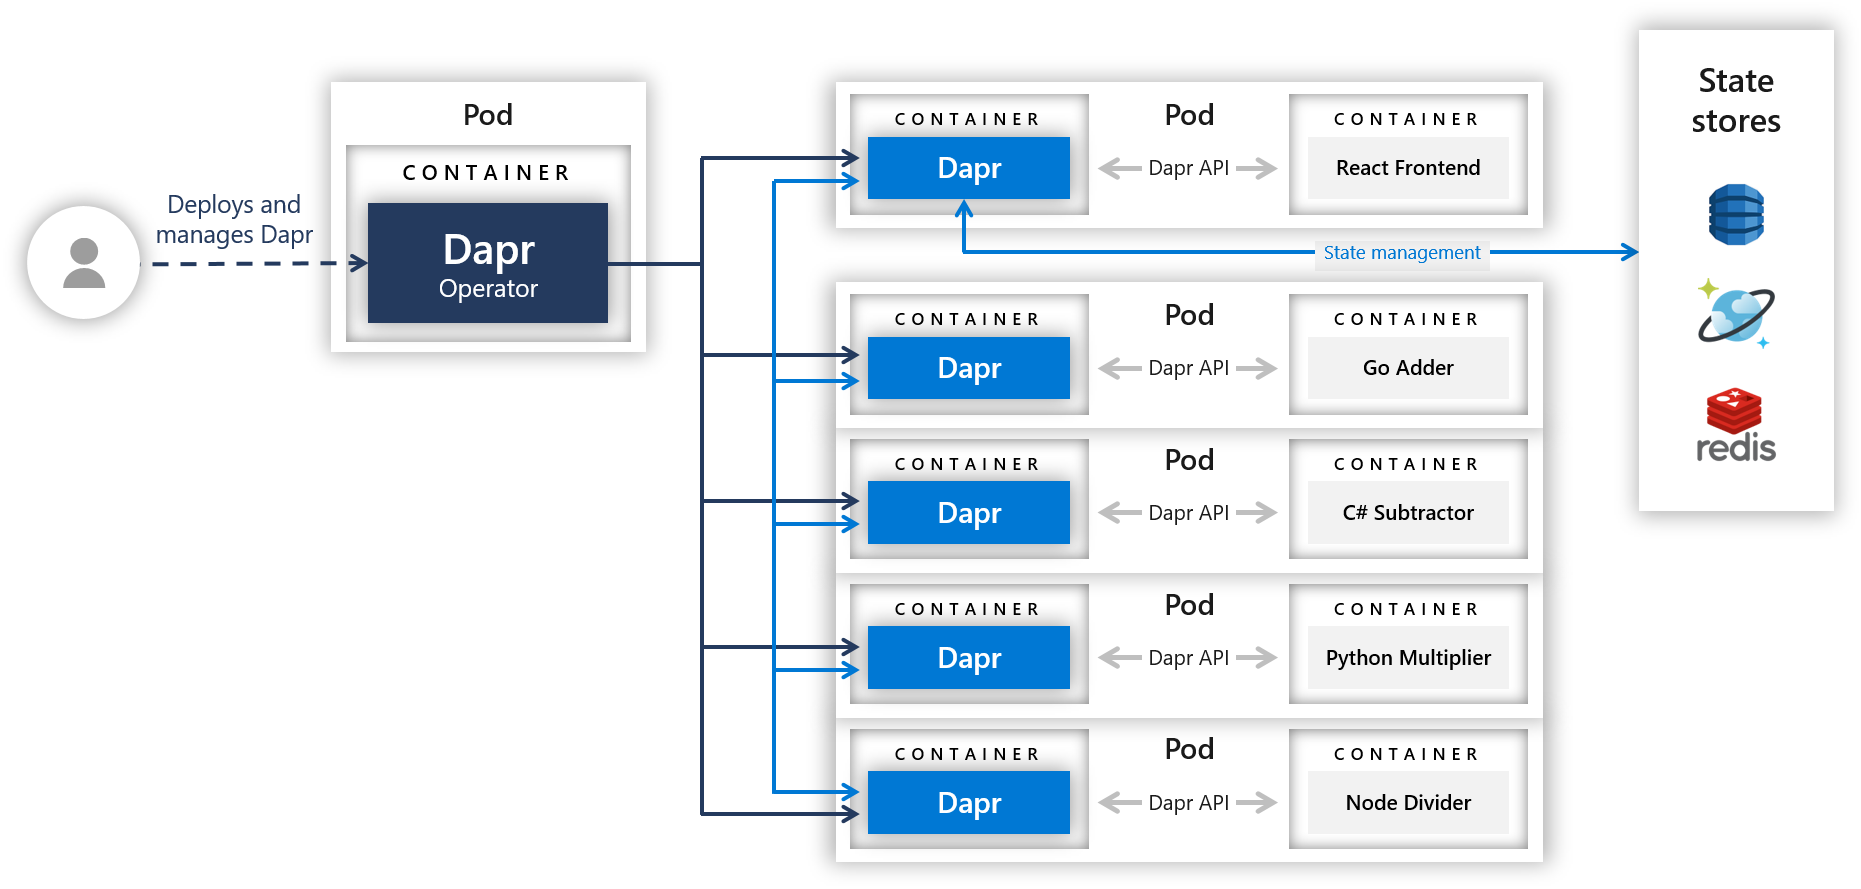 Deploys and
manages Dapr
Pod
CONTAINER
Dapr
Operator
CONTAINER
Dapr
Pod
Dapr API
CONTAINER
React Frontend
State management
CONTAINER
Dapr
Pod
Dapr API
CONTAINER
Go Adder
CONTAINER
Dapr
Pod
Dapr API
CONTAINER
C# Subtractor
CONTAINER
Dapr
Pod
Dapr API
CONTAINER
Python Multiplier
CONTAINER
Dapr
Pod
Dapr API
CONTAINER
Node Divider
State
stores
redis